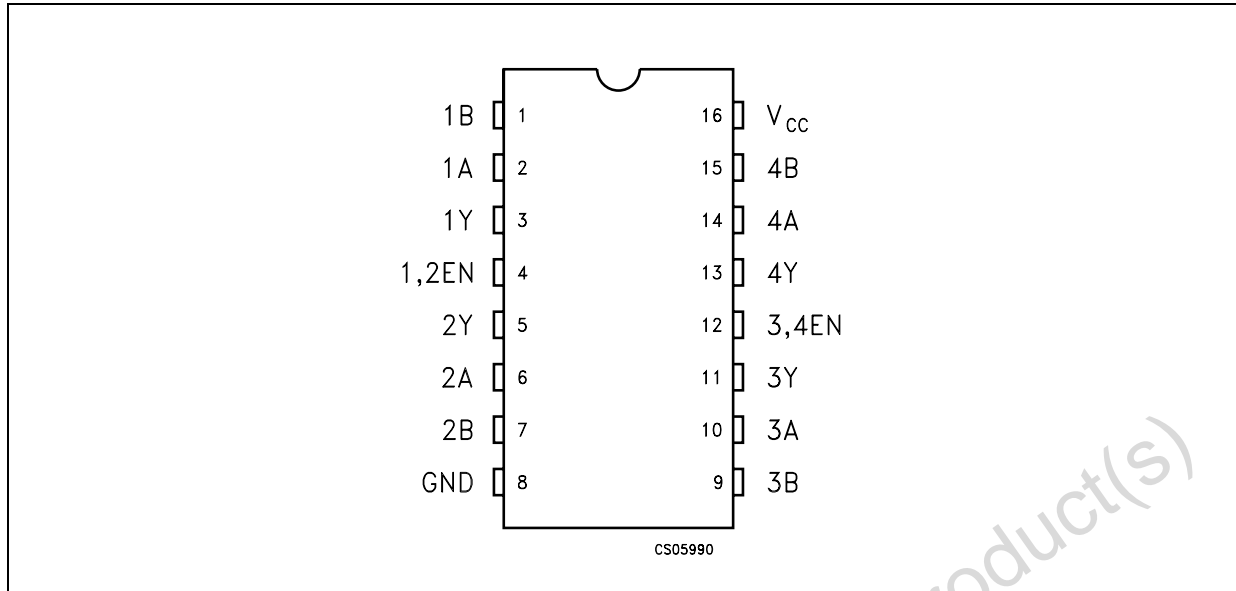 1B 1 16 VCC
1A 2 15 4B
1Y 3 14 4A
1,2EN 4 13 4Y
2Y 5 12 3,4EN
2A 6 11 3Y
2B 7 10 3A
GND 8 9 3B
CS05990
roduct(s)